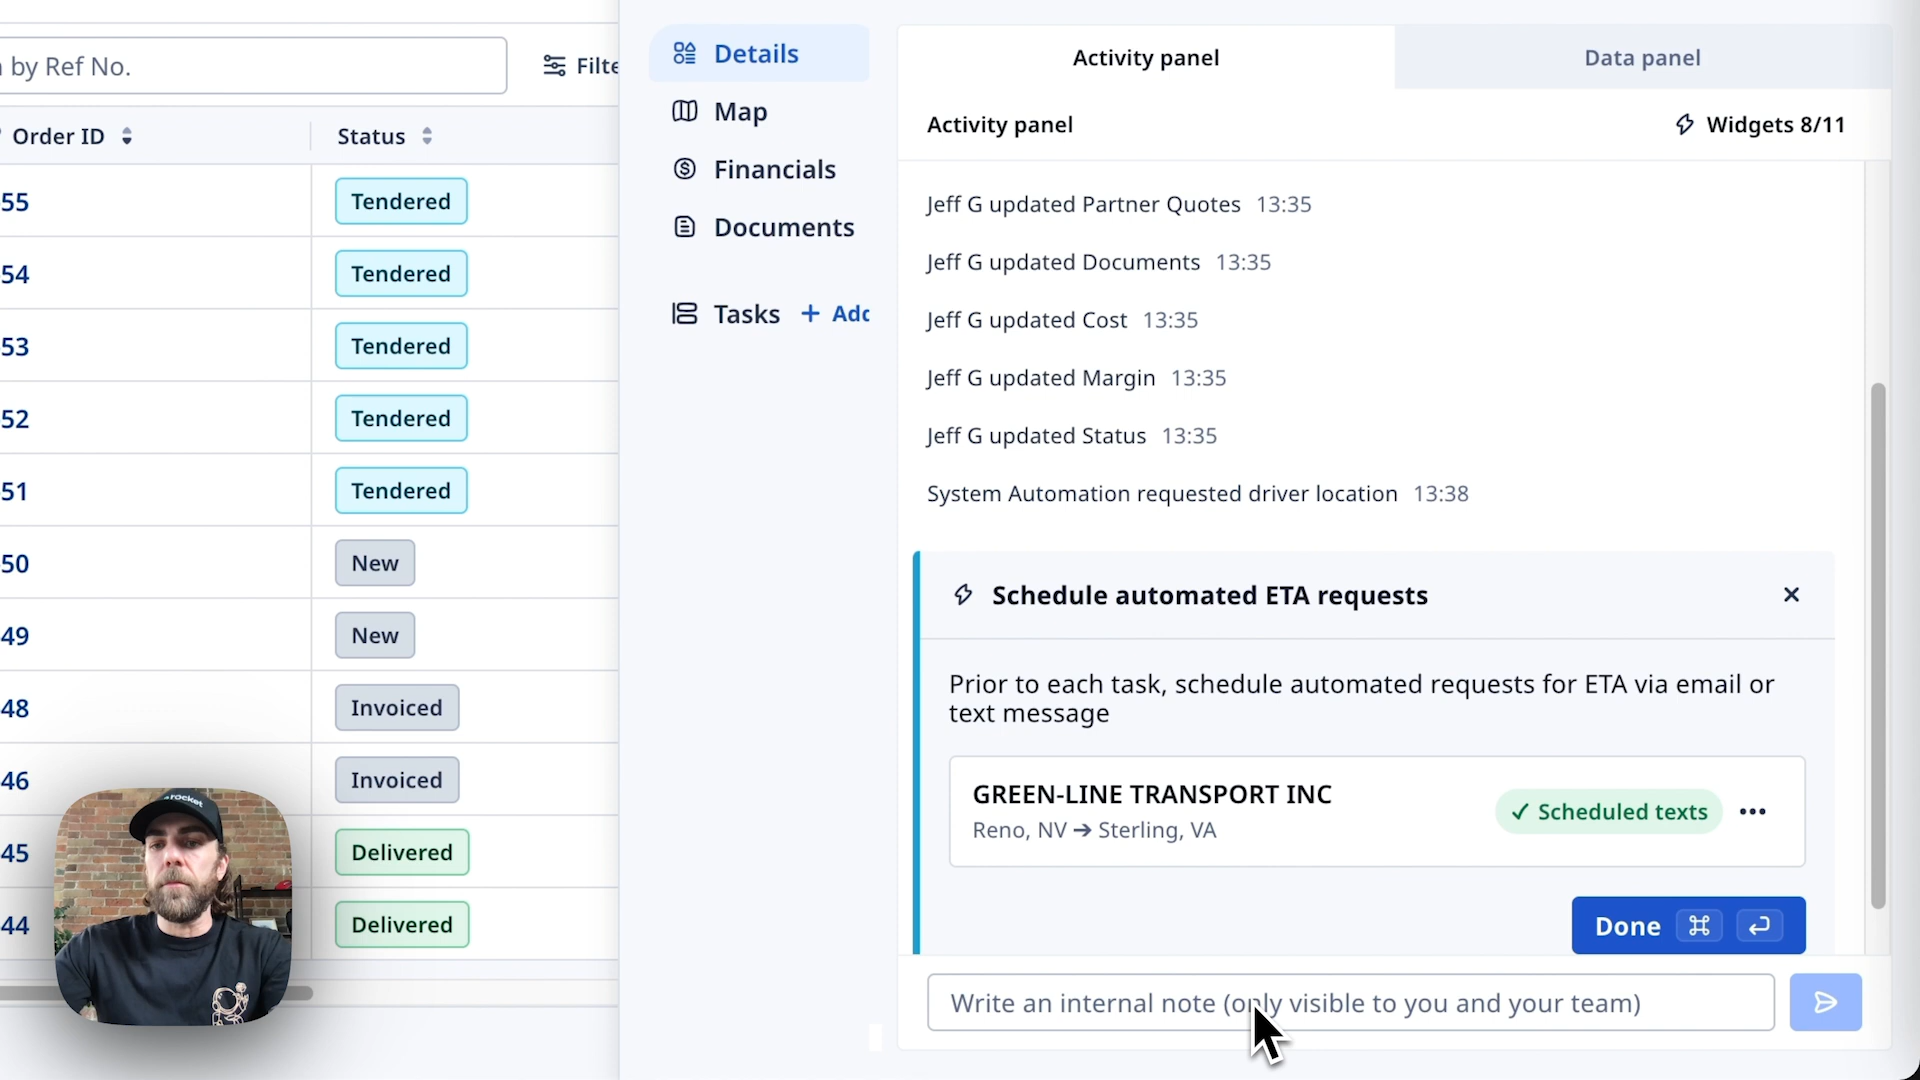 by Ref No.
Order ID
Status
55
Tendered
54
Tendered
53
Tendered
52
Tendered
51
Tendered
50
New
49
New
48
Invoiced
46
Invoiced
45
Delivered
44
Delivered
rocket
Details
Map
Financials
Documents
Tasks + Add
Activity panel
Data panel
Activity panel
Widgets 8/11
Jeff G updated Partner Quotes 13:35
Jeff G updated Documents 13:35
Jeff G updated Cost 13:35
Jeff G updated Margin 13:35
Jeff G updated Status 13:35
System Automation requested driver location 13:38
Schedule automated ETA requests
Prior to each task, schedule automated requests for ETA via email or
text message
GREEN-LINE TRANSPORT INC
Reno, NV → Sterling, VA
✓ Scheduled texts
Done ⌘
Write an internal note (only visible to you and your team)